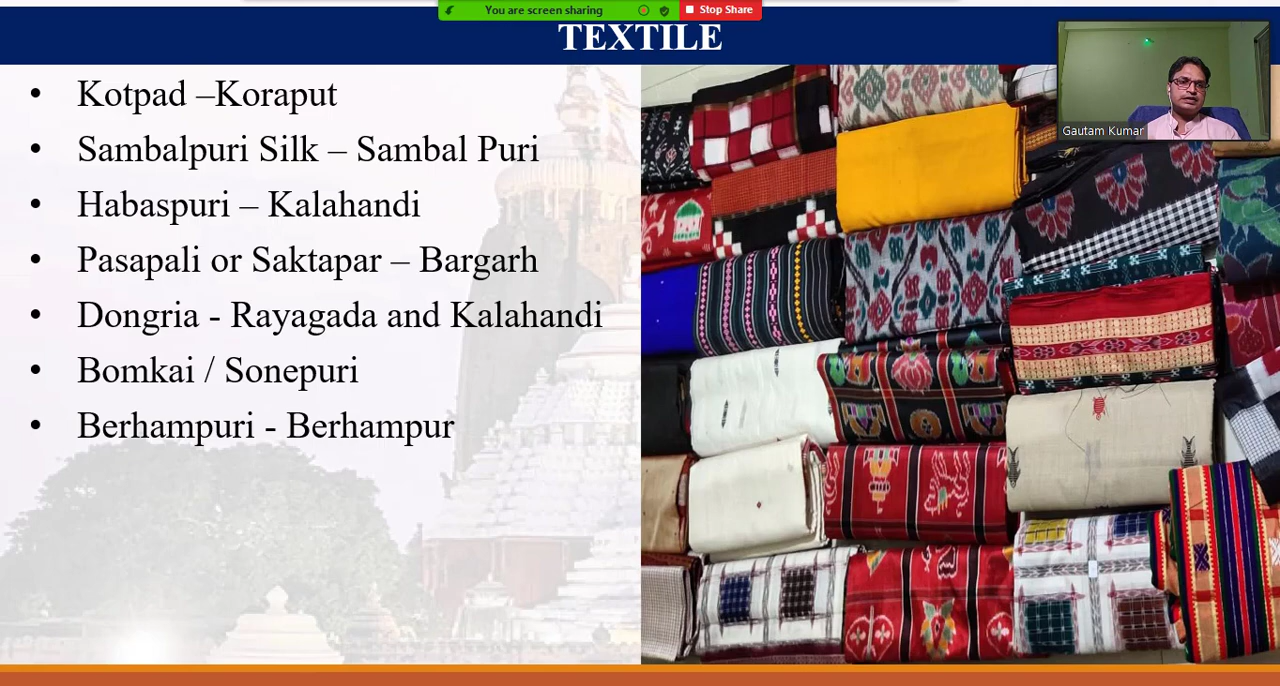 You are screen sharing
Stop Share
TEXTILE
Gautam Kumar
• Kotpad –Koraput
• Sambalpuri Silk – Sambal Puri
• Habaspuri – Kalahandi
• Pasapali or Saktapar – Bargarh
• Dongria - Rayagada and Kalahandi
• Bomkai / Sonepuri
• Berhampuri - Berhampur